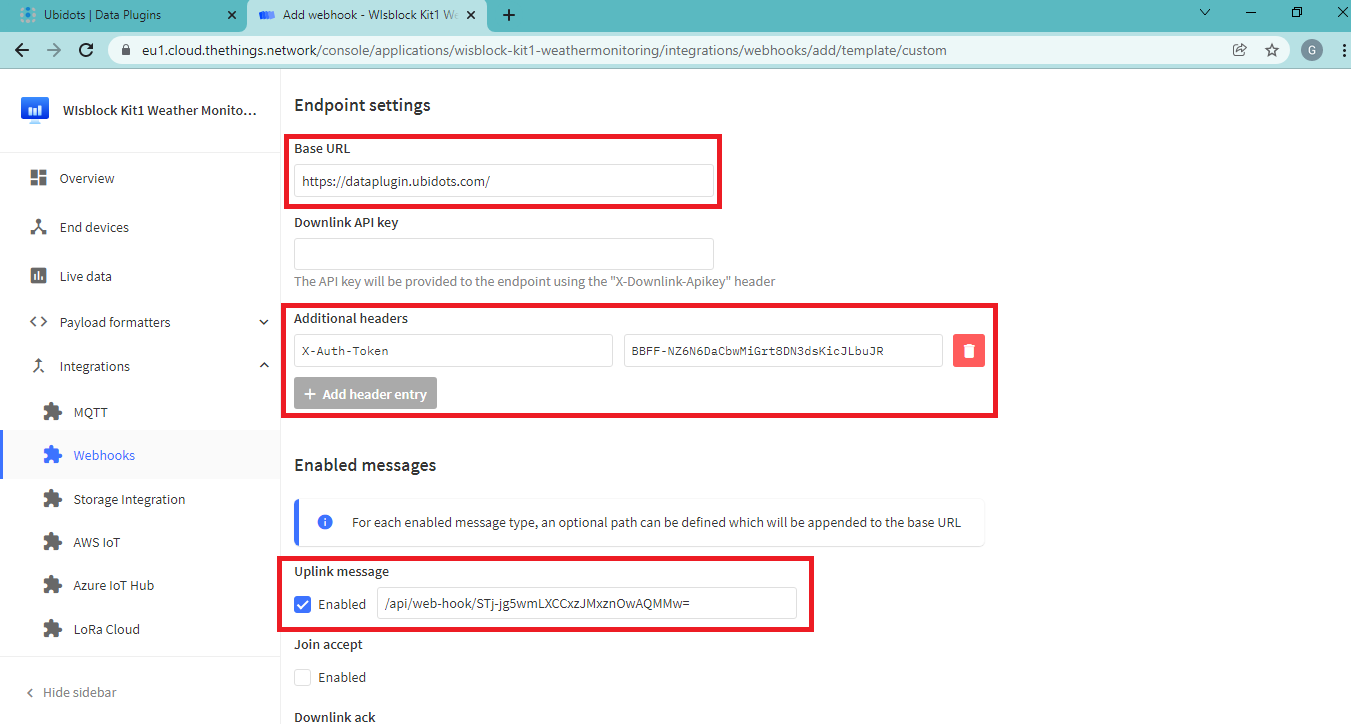 Ubidots | Data Plugins
Add webhook - WIsblock Kit1 We
eu1.cloud.thethings.network/console/applications/wisblock-kit1-weathermonitoring/integrations/webhooks/add/template/custom
G
WIsblock Kit1 Weather Monito...
Overview
End devices
Live data
Payload formatters
Integrations
MQTT
Webhooks
Storage Integration
AWS IoT
Azure IoT Hub
LoRa Cloud
Hide sidebar
Endpoint settings
Base URL
https://dataplugin.ubidots.com/
Downlink API key
The API key will be provided to the endpoint using the "X-Downlink-Apikey" header
Additional headers
X-Auth-Token BBFF-NZ6N6DaCbwMiGrt8DN3dsKicJLbuJR
+ Add header entry
Enabled messages
For each enabled message type, an optional path can be defined which will be appended to the base URL
Uplink message
Enabled /api/web-hook/STj-jg5wmLXCCxzJMxznOwAQMMw=
Join accept
Enabled
Downlink ack